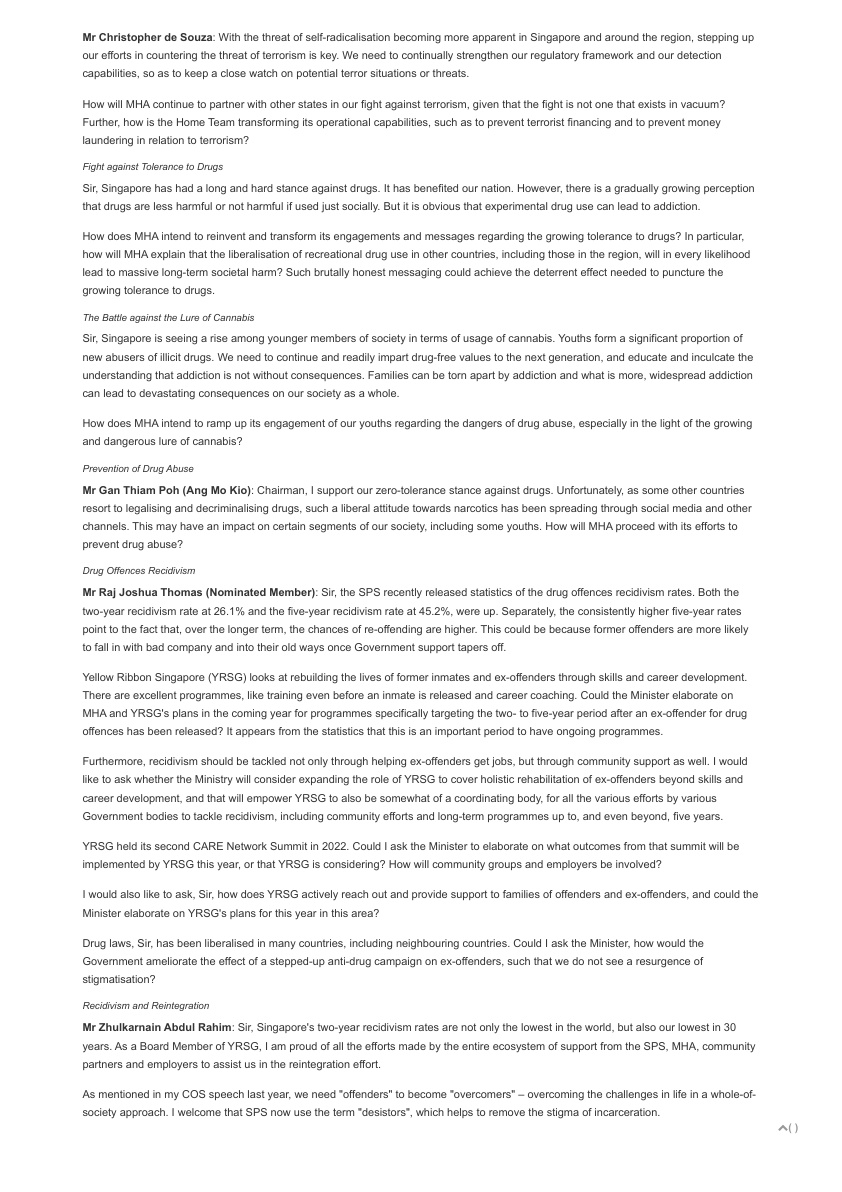 Mr Christopher de Souza: With the threat of self-radicalisation becoming more apparent in Singapore and around the region, stepping up
our efforts in countering the threat of terrorism is key. We need to continually strengthen our regulatory framework and our detection
capabilities, so as to keep a close watch on potential terror situations or threats.
How will MHA continue to partner with other states in our fight against terrorism, given that the fight is not one that exists in vacuum?
Further, how is the Home Team transforming its operational capabilities, such as to prevent terrorist financing and to prevent money
laundering in relation to terrorism?
Fight against Tolerance to Drugs
Sir, Singapore has had a long and hard stance against drugs. It has benefited our nation. However, there is a gradually growing perception
that drugs are less harmful or not harmful if used just socially. But it is obvious that experimental drug use can lead to addiction.
How does MHA intend to reinvent and transform its engagements and messages regarding the growing tolerance to drugs? In particular,
how will MHA explain that the liberalisation of recreational drug use in other countries, including those in the region, will in every likelihood
lead to massive long-term societal harm? Such brutally honest messaging could achieve the deterrent effect needed to puncture the
growing tolerance to drugs.
The Battle against the Lure of Cannabis
Sir, Singapore is seeing a rise among younger members of society in terms of usage of cannabis. Youths form a significant proportion of
new abusers of illicit drugs. We need to continue and readily impart drug-free values to the next generation, and educate and inculcate the
understanding that addiction is not without consequences. Families can be torn apart by addiction and what is more, widespread addiction
can lead to devastating consequences on our society as a whole.
How does MHA intend to ramp up its engagement of our youths regarding the dangers of drug abuse, especially in the light of the growing
and dangerous lure of cannabis?
Prevention of Drug Abuse
Mr Gan Thiam Poh (Ang Mo Kio): Chairman, I support our zero-tolerance stance against drugs. Unfortunately, as some other countries
resort to legalising and decriminalising drugs, such a liberal attitude towards narcotics has been spreading through social media and other
channels. This may have an impact on certain segments of our society, including some youths. How will MHA proceed with its efforts to
prevent drug abuse?
Drug Offences Recidivism
Mr Raj Joshua Thomas (Nominated Member): Sir, the SPS recently released statistics of the drug offences recidivism rates. Both the
two-year recidivism rate at 26.1% and the five-year recidivism rate at 45.2%, were up. Separately, the consistently higher five-year rates
point to the fact that, over the longer term, the chances of re-offending are higher. This could be because former offenders are more likely
to fall in with bad company and into their old ways once Government support tapers off.
Yellow Ribbon Singapore (YRSG) looks at rebuilding the lives of former inmates and ex-offenders through skills and career development.
There are excellent programmes, like training even before an inmate is released and career coaching. Could the Minister elaborate on
MHA and YRSG's plans in the coming year for programmes specifically targeting the two- to five-year period after an ex-offender for drug
offences has been released? It appears from the statistics that this is an important period to have ongoing programmes.
Furthermore, recidivism should be tackled not only through helping ex-offenders get jobs, but through community support as well. I would
like to ask whether the Ministry will consider expanding the role of YRSG to cover holistic rehabilitation of ex-offenders beyond skills and
career development, and that will empower YRSG to also be somewhat of a coordinating body, for all the various efforts by various
Government bodies to tackle recidivism, including community efforts and long-term programmes up to, and even beyond, five years.
YRSG held its second CARE Network Summit in 2022. Could I ask the Minister to elaborate on what outcomes from that summit will be
implemented by YRSG this year, or that YRSG is considering? How will community groups and employers be involved?
I would also like to ask, Sir, how does YRSG actively reach out and provide support to families of offenders and ex-offenders, and could the
Minister elaborate on YRSG's plans for this year in this area?
Drug laws, Sir, has been liberalised in many countries, including neighbouring countries. Could I ask the Minister, how would the
Government ameliorate the effect of a stepped-up anti-drug campaign on ex-offenders, such that we do not see a resurgence of
stigmatisation?
Recidivism and Reintegration
Mr Zhulkarnain Abdul Rahim: Sir, Singapore's two-year recidivism rates are not only the lowest in the world, but also our lowest in 30
years. As a Board Member of YRSG, I am proud of all the efforts made by the entire ecosystem of support from the SPS, MHA, community
partners and employers to assist us in the reintegration effort.
As mentioned in my COS speech last year, we need "offenders" to become "overcomers" – overcoming the challenges in life in a whole-of-
society approach. I welcome that SPS now use the term "desistors", which helps to remove the stigma of incarceration.
( )